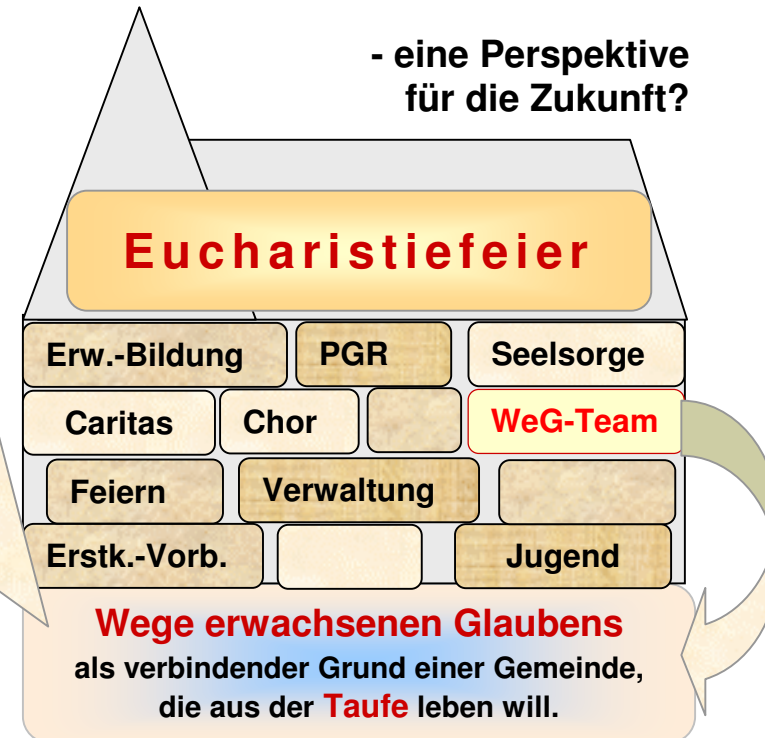 - eine Perspektive
für die Zukunft?
Eucharistiefeier
Erw.-Bildung
PGR
Seelsorge
Caritas
Chor
WeG-Team
Feiern
Verwaltung
Erstk.-Vorb.
Jugend
Wege erwachsenen Glaubens
als verbindender Grund einer Gemeinde,
die aus der Taufe leben will.